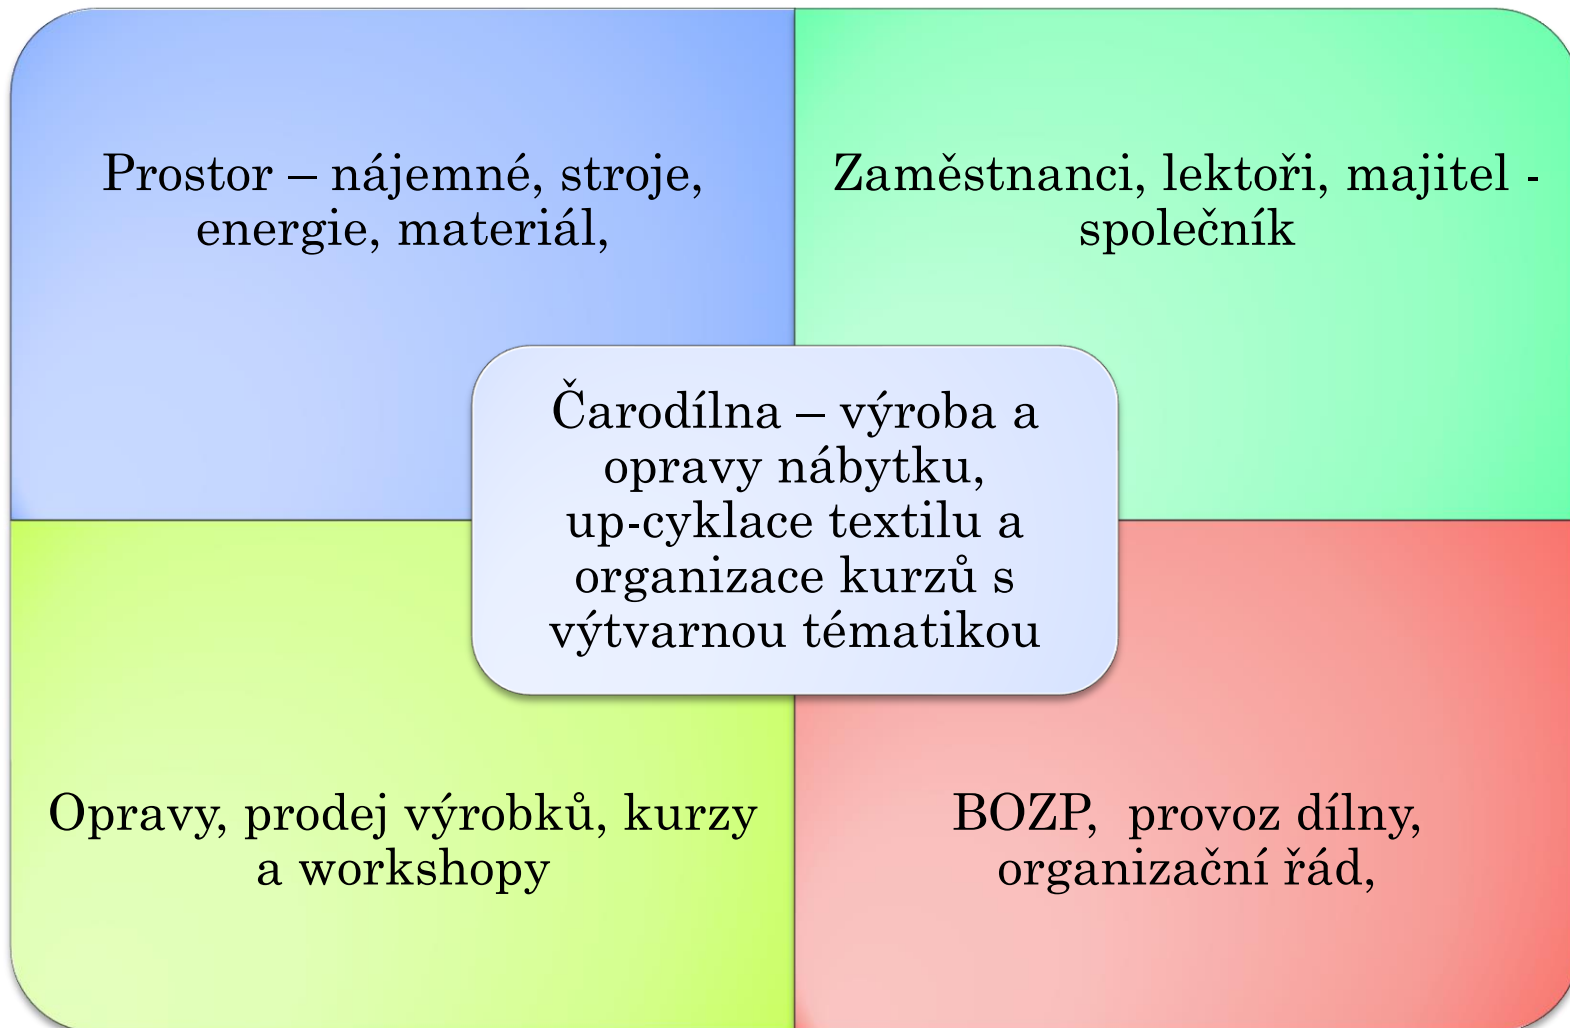 Prostor – nájemné, stroje,
energie, materiál,
Zaměstnanci, lektoři, majitel -
společník
Čarodílna – výroba a
opravy nábytku,
up-cyklace textilu a
organizace kurzů s
výtvarnou tématikou
Opravy, prodej výrobků, kurzy
a workshopy
BOZP,  provoz dílny,
organizační řád,